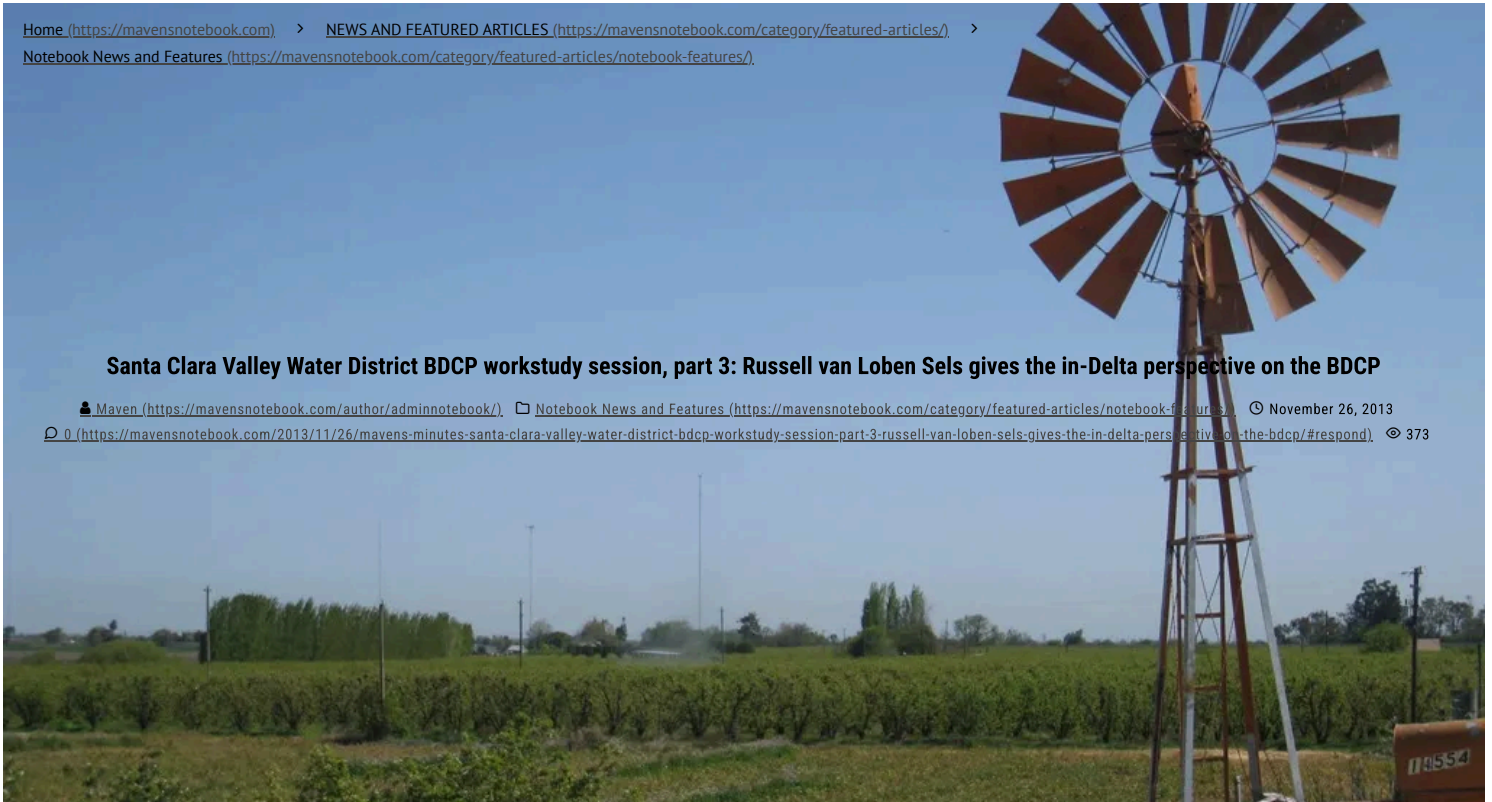 Home (https://mavensnotebook.com) > NEWS AND FEATURED ARTICLES (https://mavensnotebook.com/category/featured-articles/) >
Notebook News and Features (https://mavensnotebook.com/category/featured-articles/notebook-features/)
Santa Clara Valley Water District BDCP workstudy session, part 3: Russell van Loben Sels gives the in-Delta perspective on the BDCP
Maven (https://mavensnotebook.com/author/adminnotebook/) Notebook News and Features (https://mavensnotebook.com/category/featured-articles/notebook-features/) November 26, 2013
0 (https://mavensnotebook.com/2013/11/26/mavens-minutes-santa-clara-valley-water-district-bdcp-workstudy-session-part-3-russell-van-loben-sels-gives-the-in-delta-perspective-on-the-bdcp/#respond) 373
14554